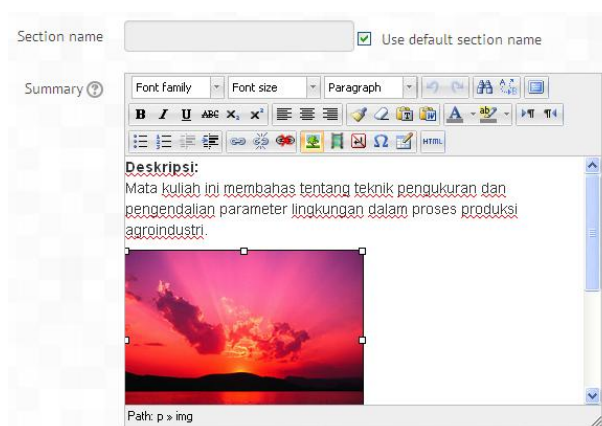 Section name
Use default section name
Summary
Font family Font size Paragraph
B I U ABC X₂ X²
HTML
Deskripsi:
Mata kuliah ini membahas tentang teknik pengukuran dan
pengendalian parameter lingkungan dalam proses produksi
agroindustri.
Path: p » img